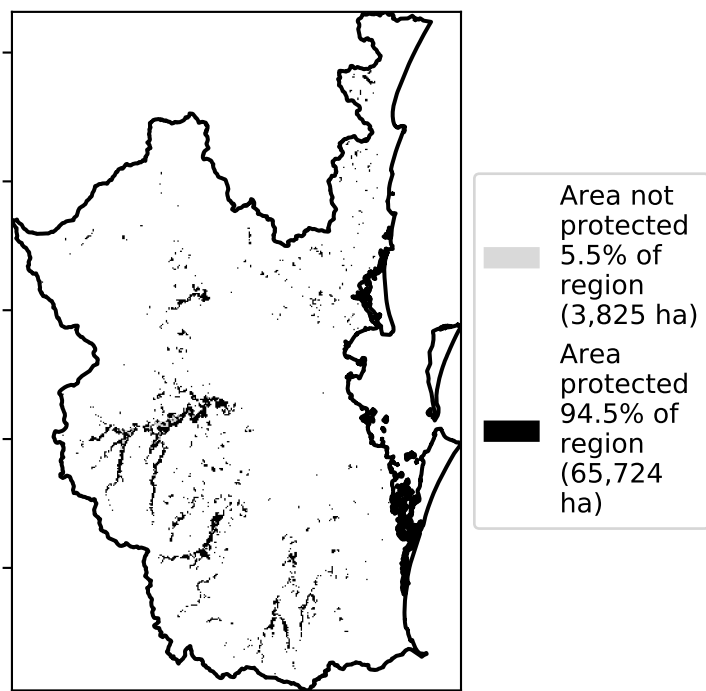 Area not
protected
5.5% of
region
(3,825 ha)
Area
protected
94.5% of
region
(65,724
ha)